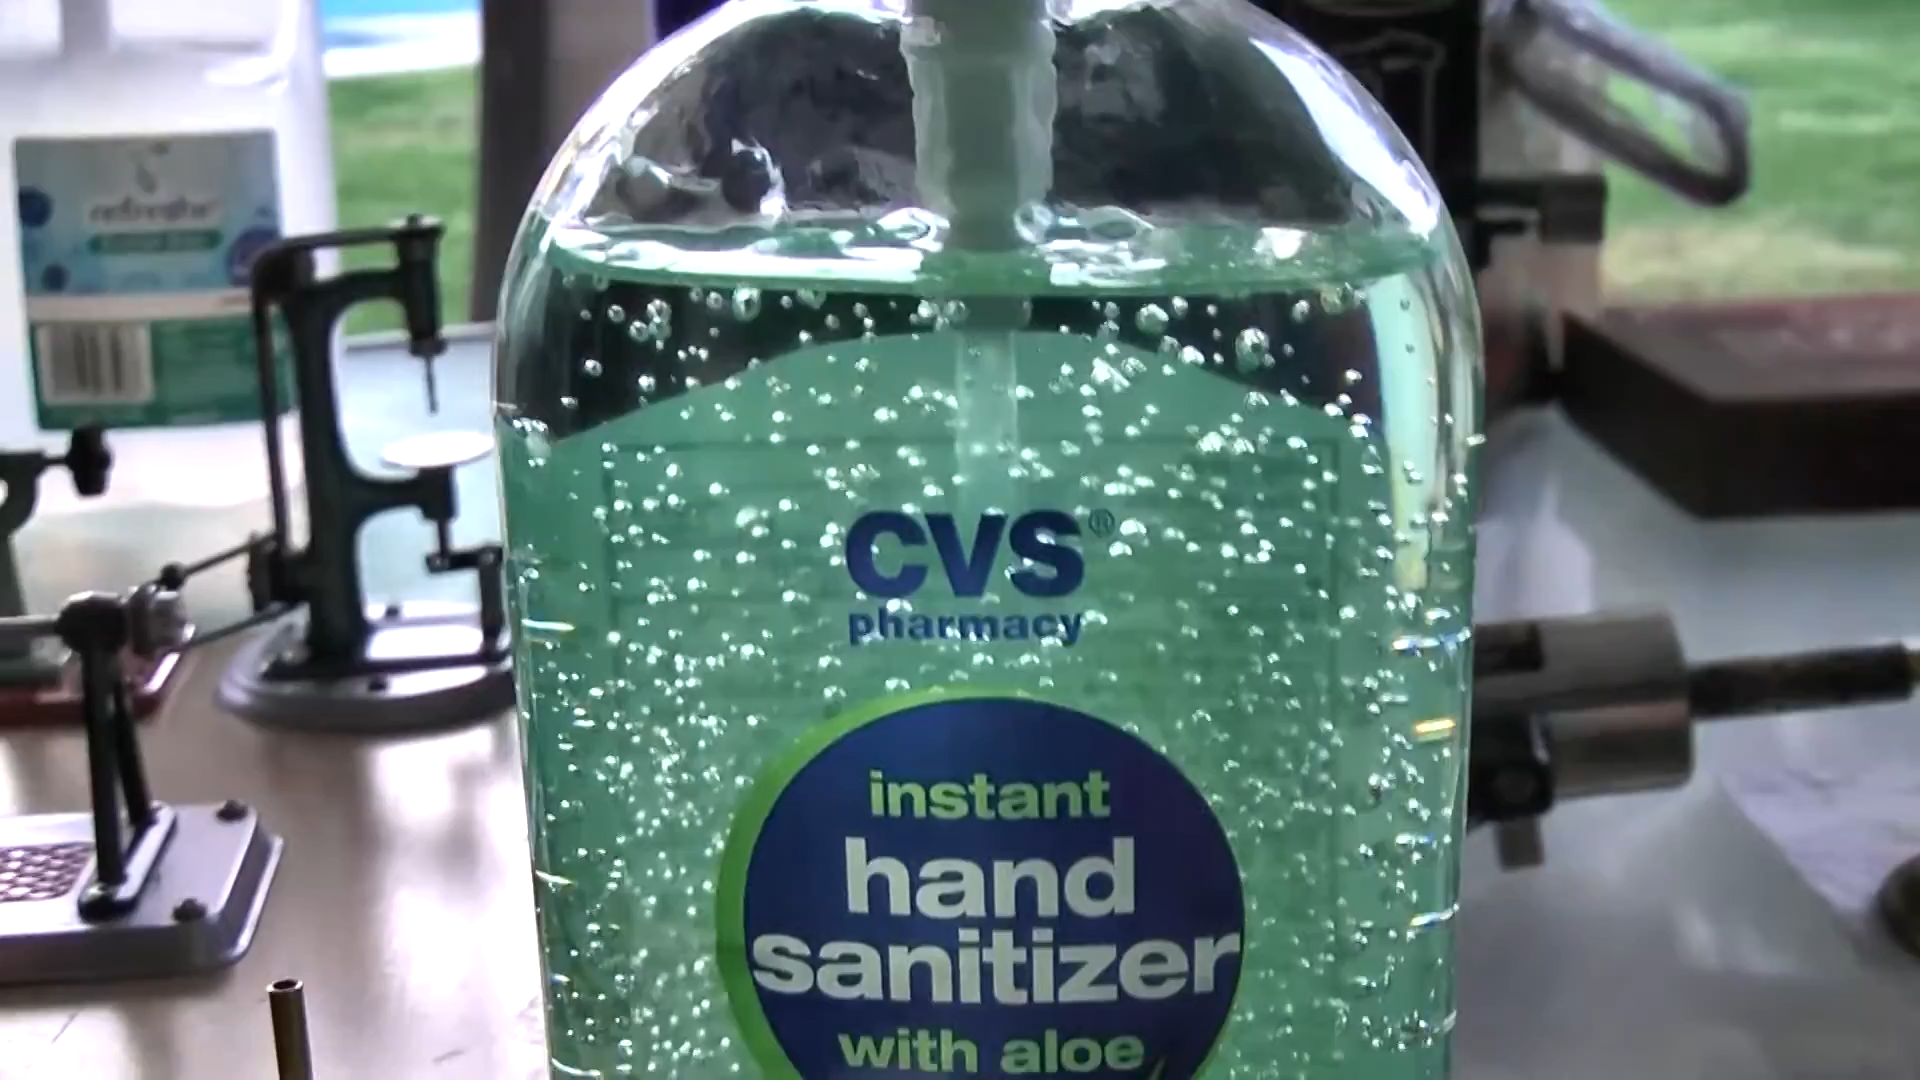 CVS®
pharmacy
instant
hand
sanitizer
with aloe